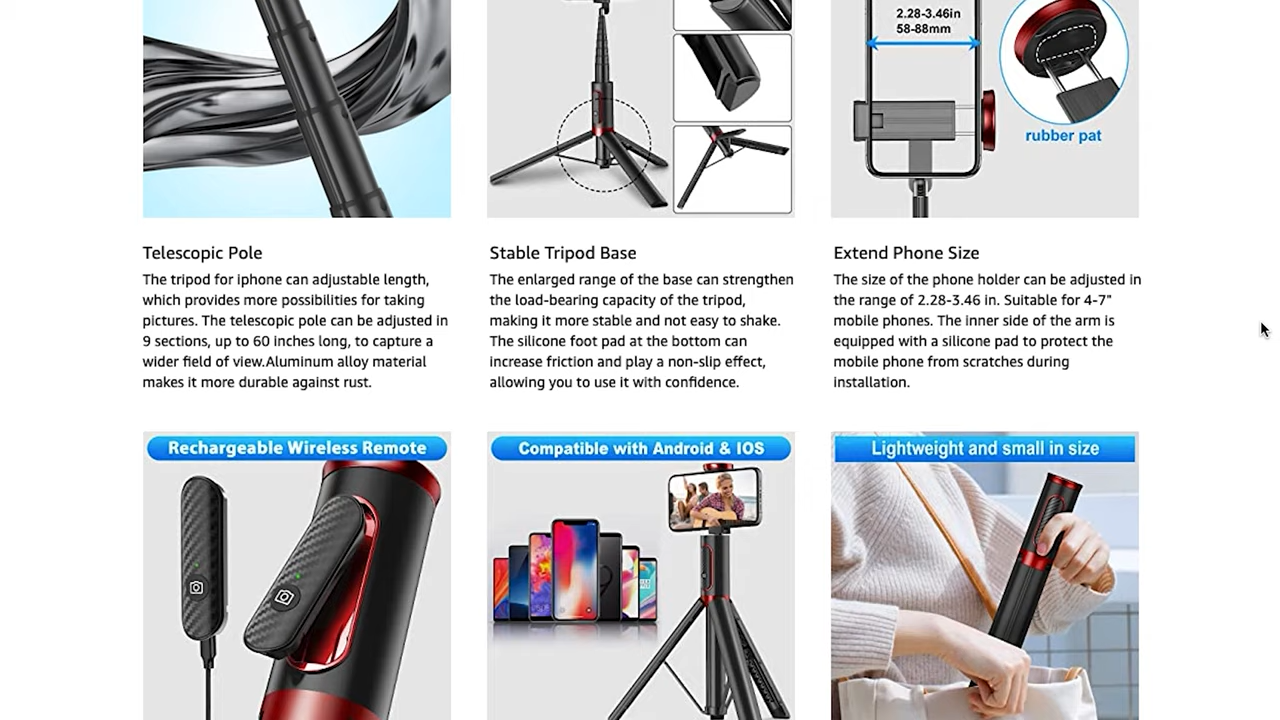 2.28-3.46in
58-88mm
rubber pat
Telescopic Pole
The tripod for iphone can adjustable length,
which provides more possibilities for taking
pictures. The telescopic pole can be adjusted in
9 sections, up to 60 inches long, to capture a
wider field of view.Aluminum alloy material
makes it more durable against rust.
Stable Tripod Base
The enlarged range of the base can strengthen
the load-bearing capacity of the tripod,
making it more stable and not easy to shake.
The silicone foot pad at the bottom can
increase friction and play a non-slip effect,
allowing you to use it with confidence.
Extend Phone Size
The size of the phone holder can be adjusted in
the range of 2.28-3.46 in. Suitable for 4-7"
mobile phones. The inner side of the arm is
equipped with a silicone pad to protect the
mobile phone from scratches during
installation.
Rechargeable Wireless Remote
Compatible with Android & IOS
Lightweight and small in size